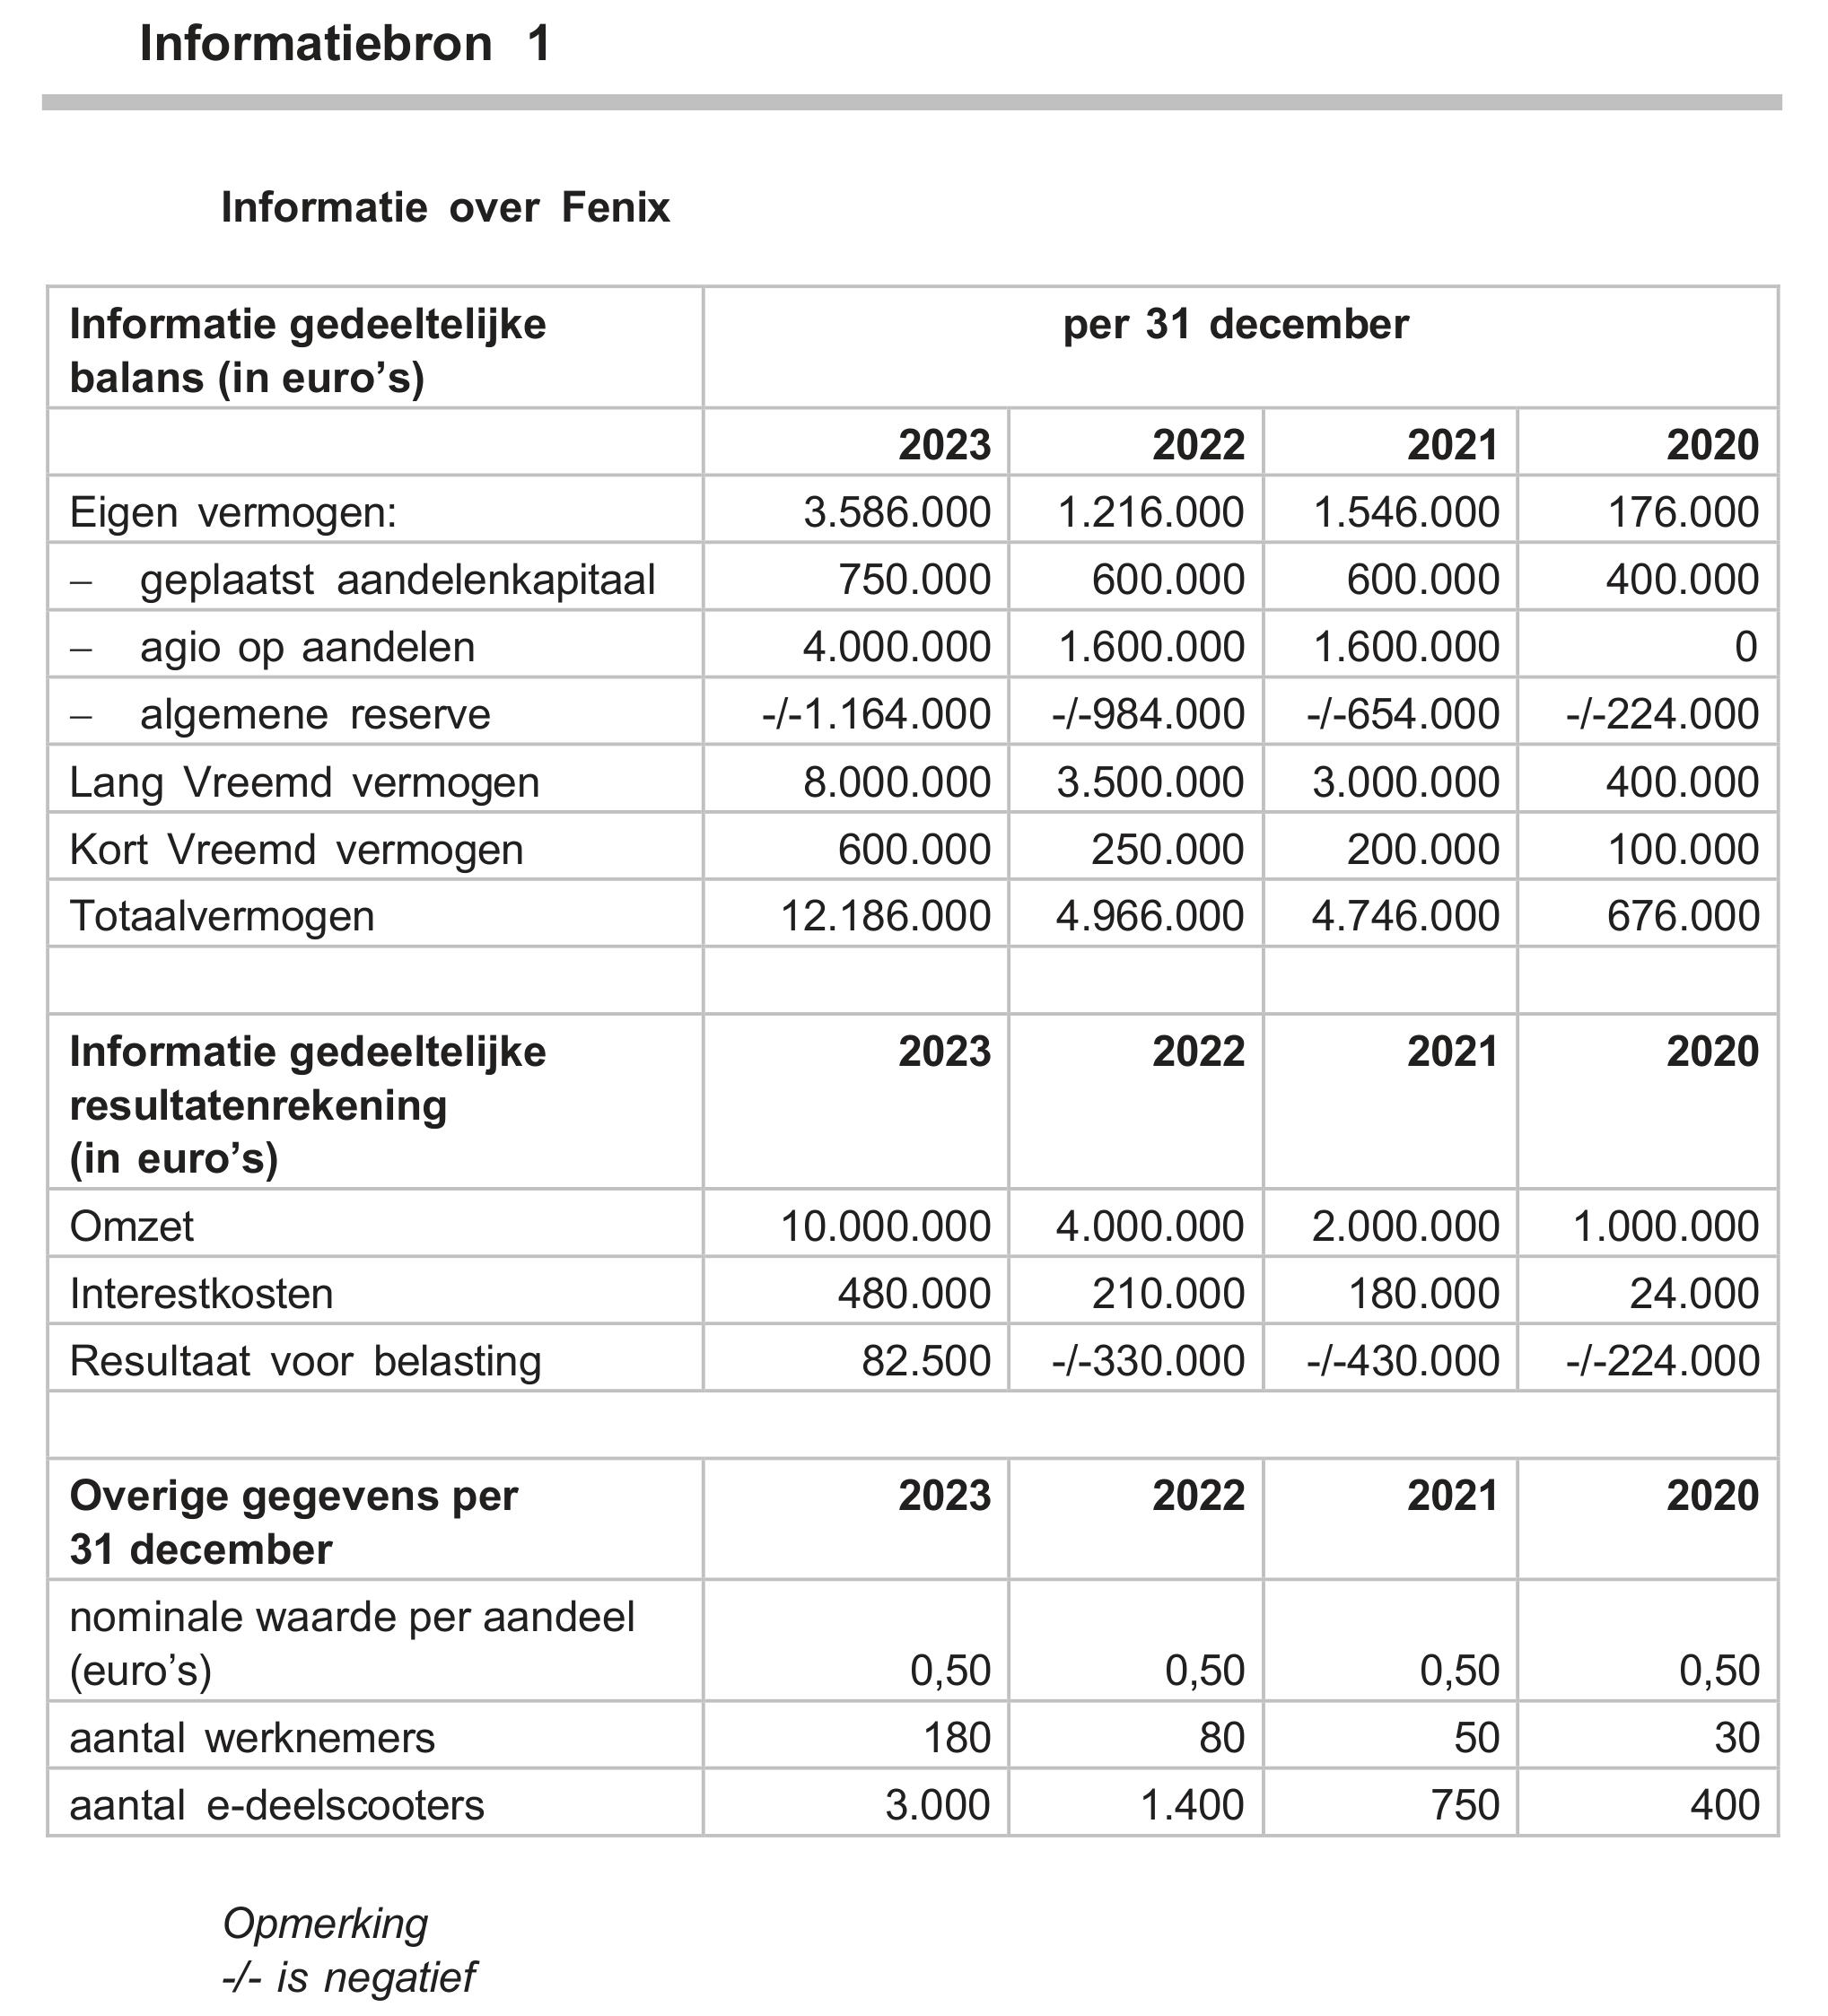 Informatiebron 1
Informatie over Fenix
Informatie gedeeltelijke balans (in euro’s) per 31 december
2023 2022 2021 2020
Eigen vermogen: 3.586.000 1.216.000 1.546.000 176.000
– geplaatst aandelenkapitaal 750.000 600.000 600.000 400.000
– agio op aandelen 4.000.000 1.600.000 1.600.000 0
– algemene reserve -/-1.164.000 -/-984.000 -/-654.000 -/-224.000
Lang Vreemd vermogen 8.000.000 3.500.000 3.000.000 400.000
Kort Vreemd vermogen 600.000 250.000 200.000 100.000
Totaalvermogen 12.186.000 4.966.000 4.746.000 676.000
Informatie gedeeltelijke 2023 2022 2021 2020
resultatenrekening
(in euro’s)
Omzet 10.000.000 4.000.000 2.000.000 1.000.000
Interestkosten 480.000 210.000 180.000 24.000
Resultaat voor belasting 82.500 -/-330.000 -/-430.000 -/-224.000
Overige gegevens per 2023 2022 2021 2020
31 december
nominale waarde per aandeel
(euro’s) 0,50 0,50 0,50 0,50
aantal werknemers 180 80 50 30
aantal e-deelscooters 3.000 1.400 750 400
Opmerking
-/- is negatief